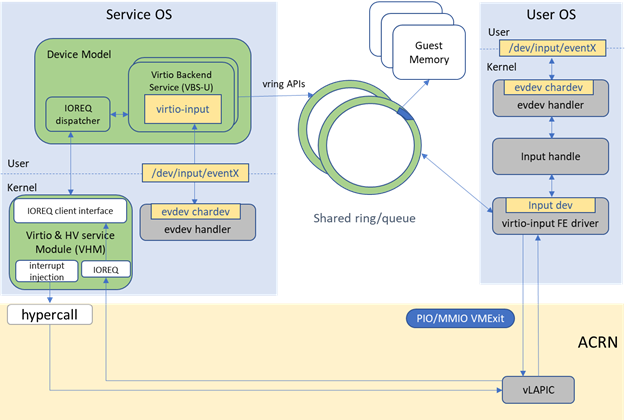 Service OS
Device Model
Virtio Backend
Service (VBS-U)
virtio-input
IOREQ
dispatcher
vring APIs
User
/dev/input/eventX
Kernel
IOREQ client interface
evdev chardev
evdev handler
Virtio & HV service
Module (VHM)
interrupt
injection
IOREQ
hypercall
Guest
Memory
Shared ring/queue
User OS
User
/dev/input/eventX
Kernel
evdev chardev
evdev handler
Input handle
Input dev
virtio-input FE driver
PIO/MMIO VMExit
ACRN
vLAPIC